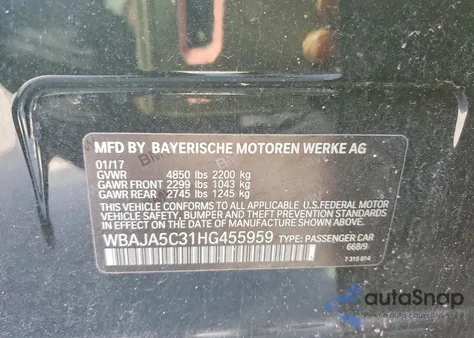 MFD BY BAYERISCHE MOTOREN WERKE AG
01/17
GVWR 4850 lbs 2200 kg
GAWR FRONT 2299 lbs 1043 kg
GAWR REAR 2745 lbs 1245 kg
THIS VEHICLE CONFORMS TO ALL APPLICABLE U.S.FEDERAL MOTOR
VEHICLE SAFETY, BUMPER AND THEFT PREVENTION STANDARDS IN
EFFECT ON THE DATE OF MANUFACTURE SHOWN ABOVE.
WBAJA5C31HG455959 TYPE: PASSENGER CAR
668/9
7 315 814
autoSnap